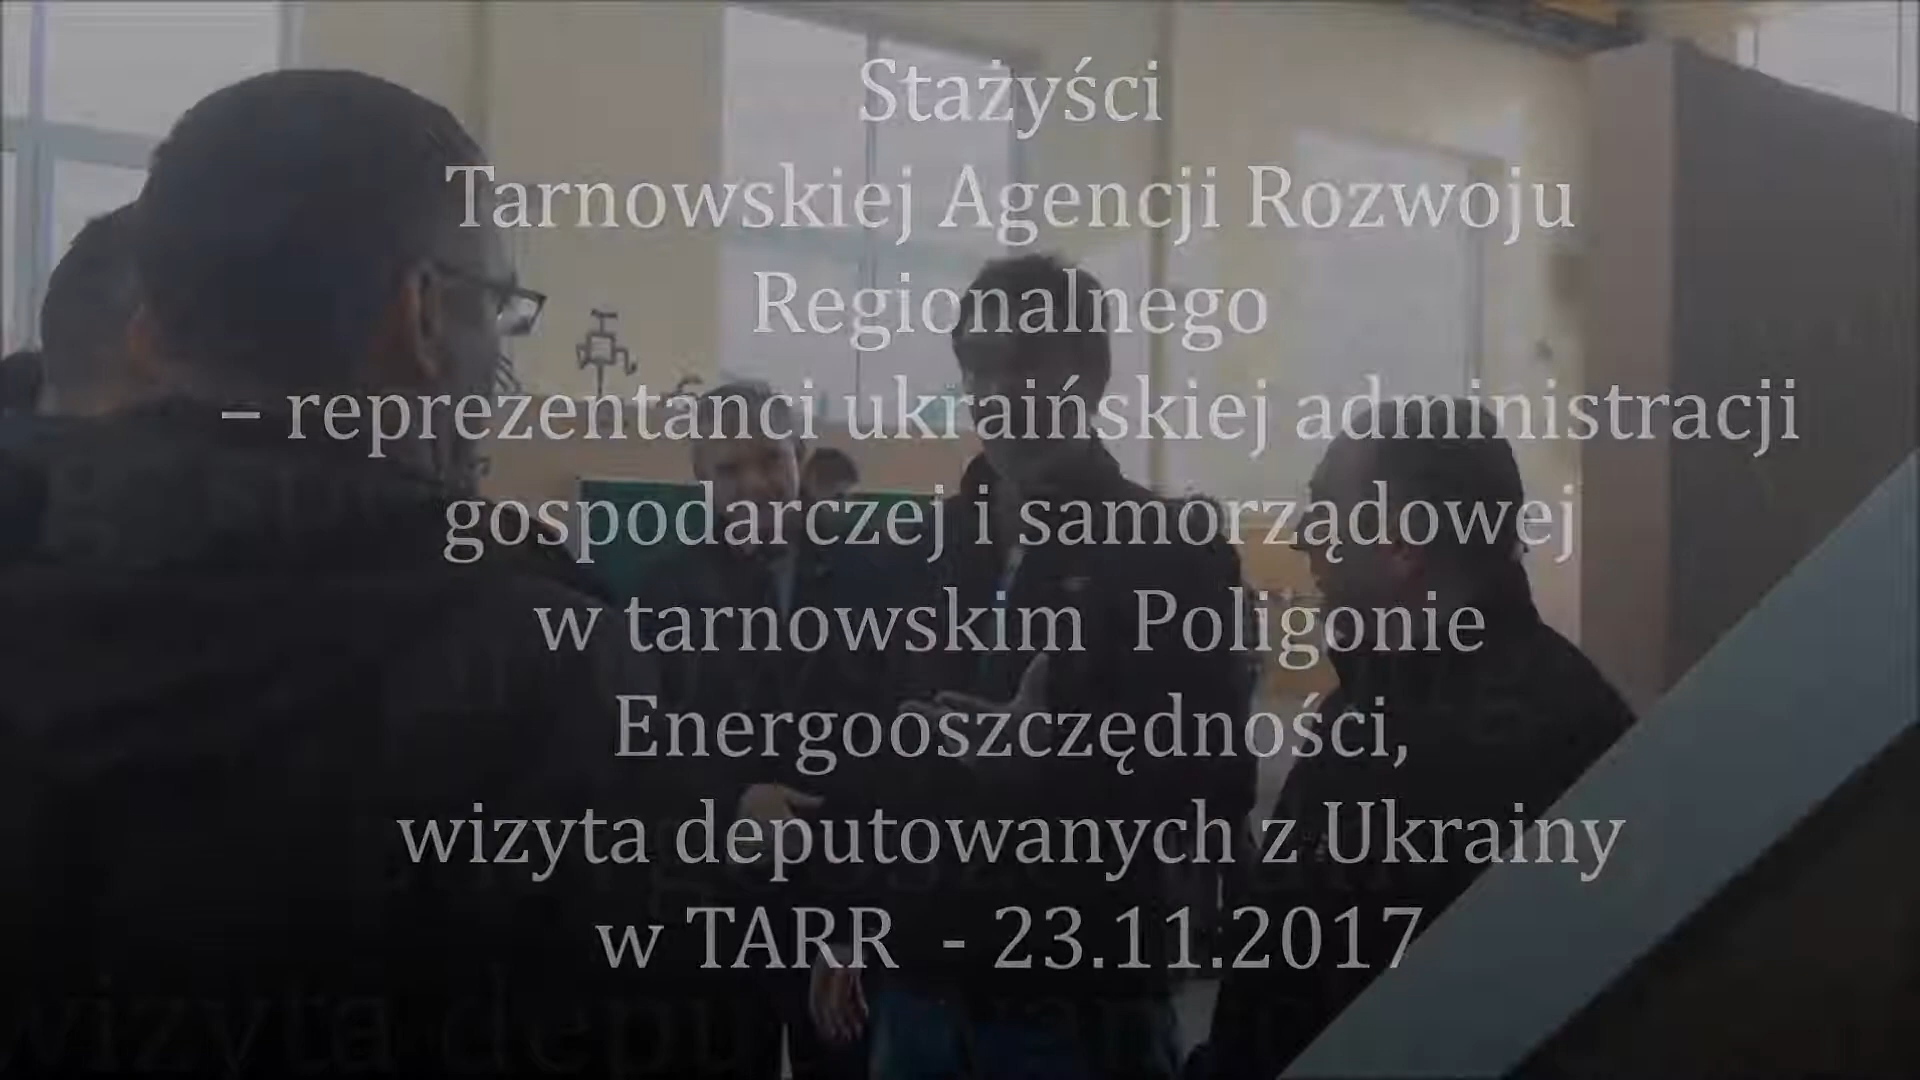 Stażyści
Tarnowskiej Agencji Rozwoju
Regionalnego
– reprezentanci ukraińskiej administracji
gospodarczej i samorządowej
w tarnowskim Poligonie
Energooszczędności,
wizyta deputowanych z Ukrainy
w TARR - 23.11.2017